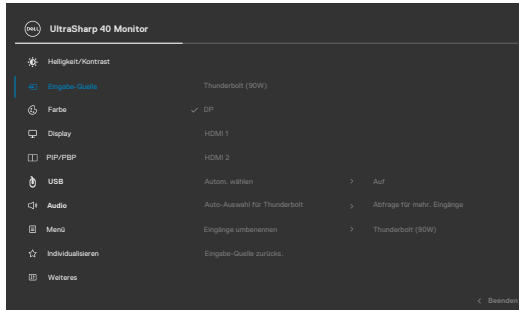 DELL UltraSharp 40 Monitor
Helligkeit/Kontrast
Eingabe-Quelle Thunderbolt (90W)
Farbe DP
Display HDMI 1
PIP/PBP HDMI 2
USB Autom. wählen Auf
Audio Auto-Auswahl für Thunderbolt Abfrage für mehr. Eingänge
Menü Eingänge umbenennen Thunderbolt (90W)
Individualisieren Eingabe-Quelle zurücks.
Weiteres
Beenden